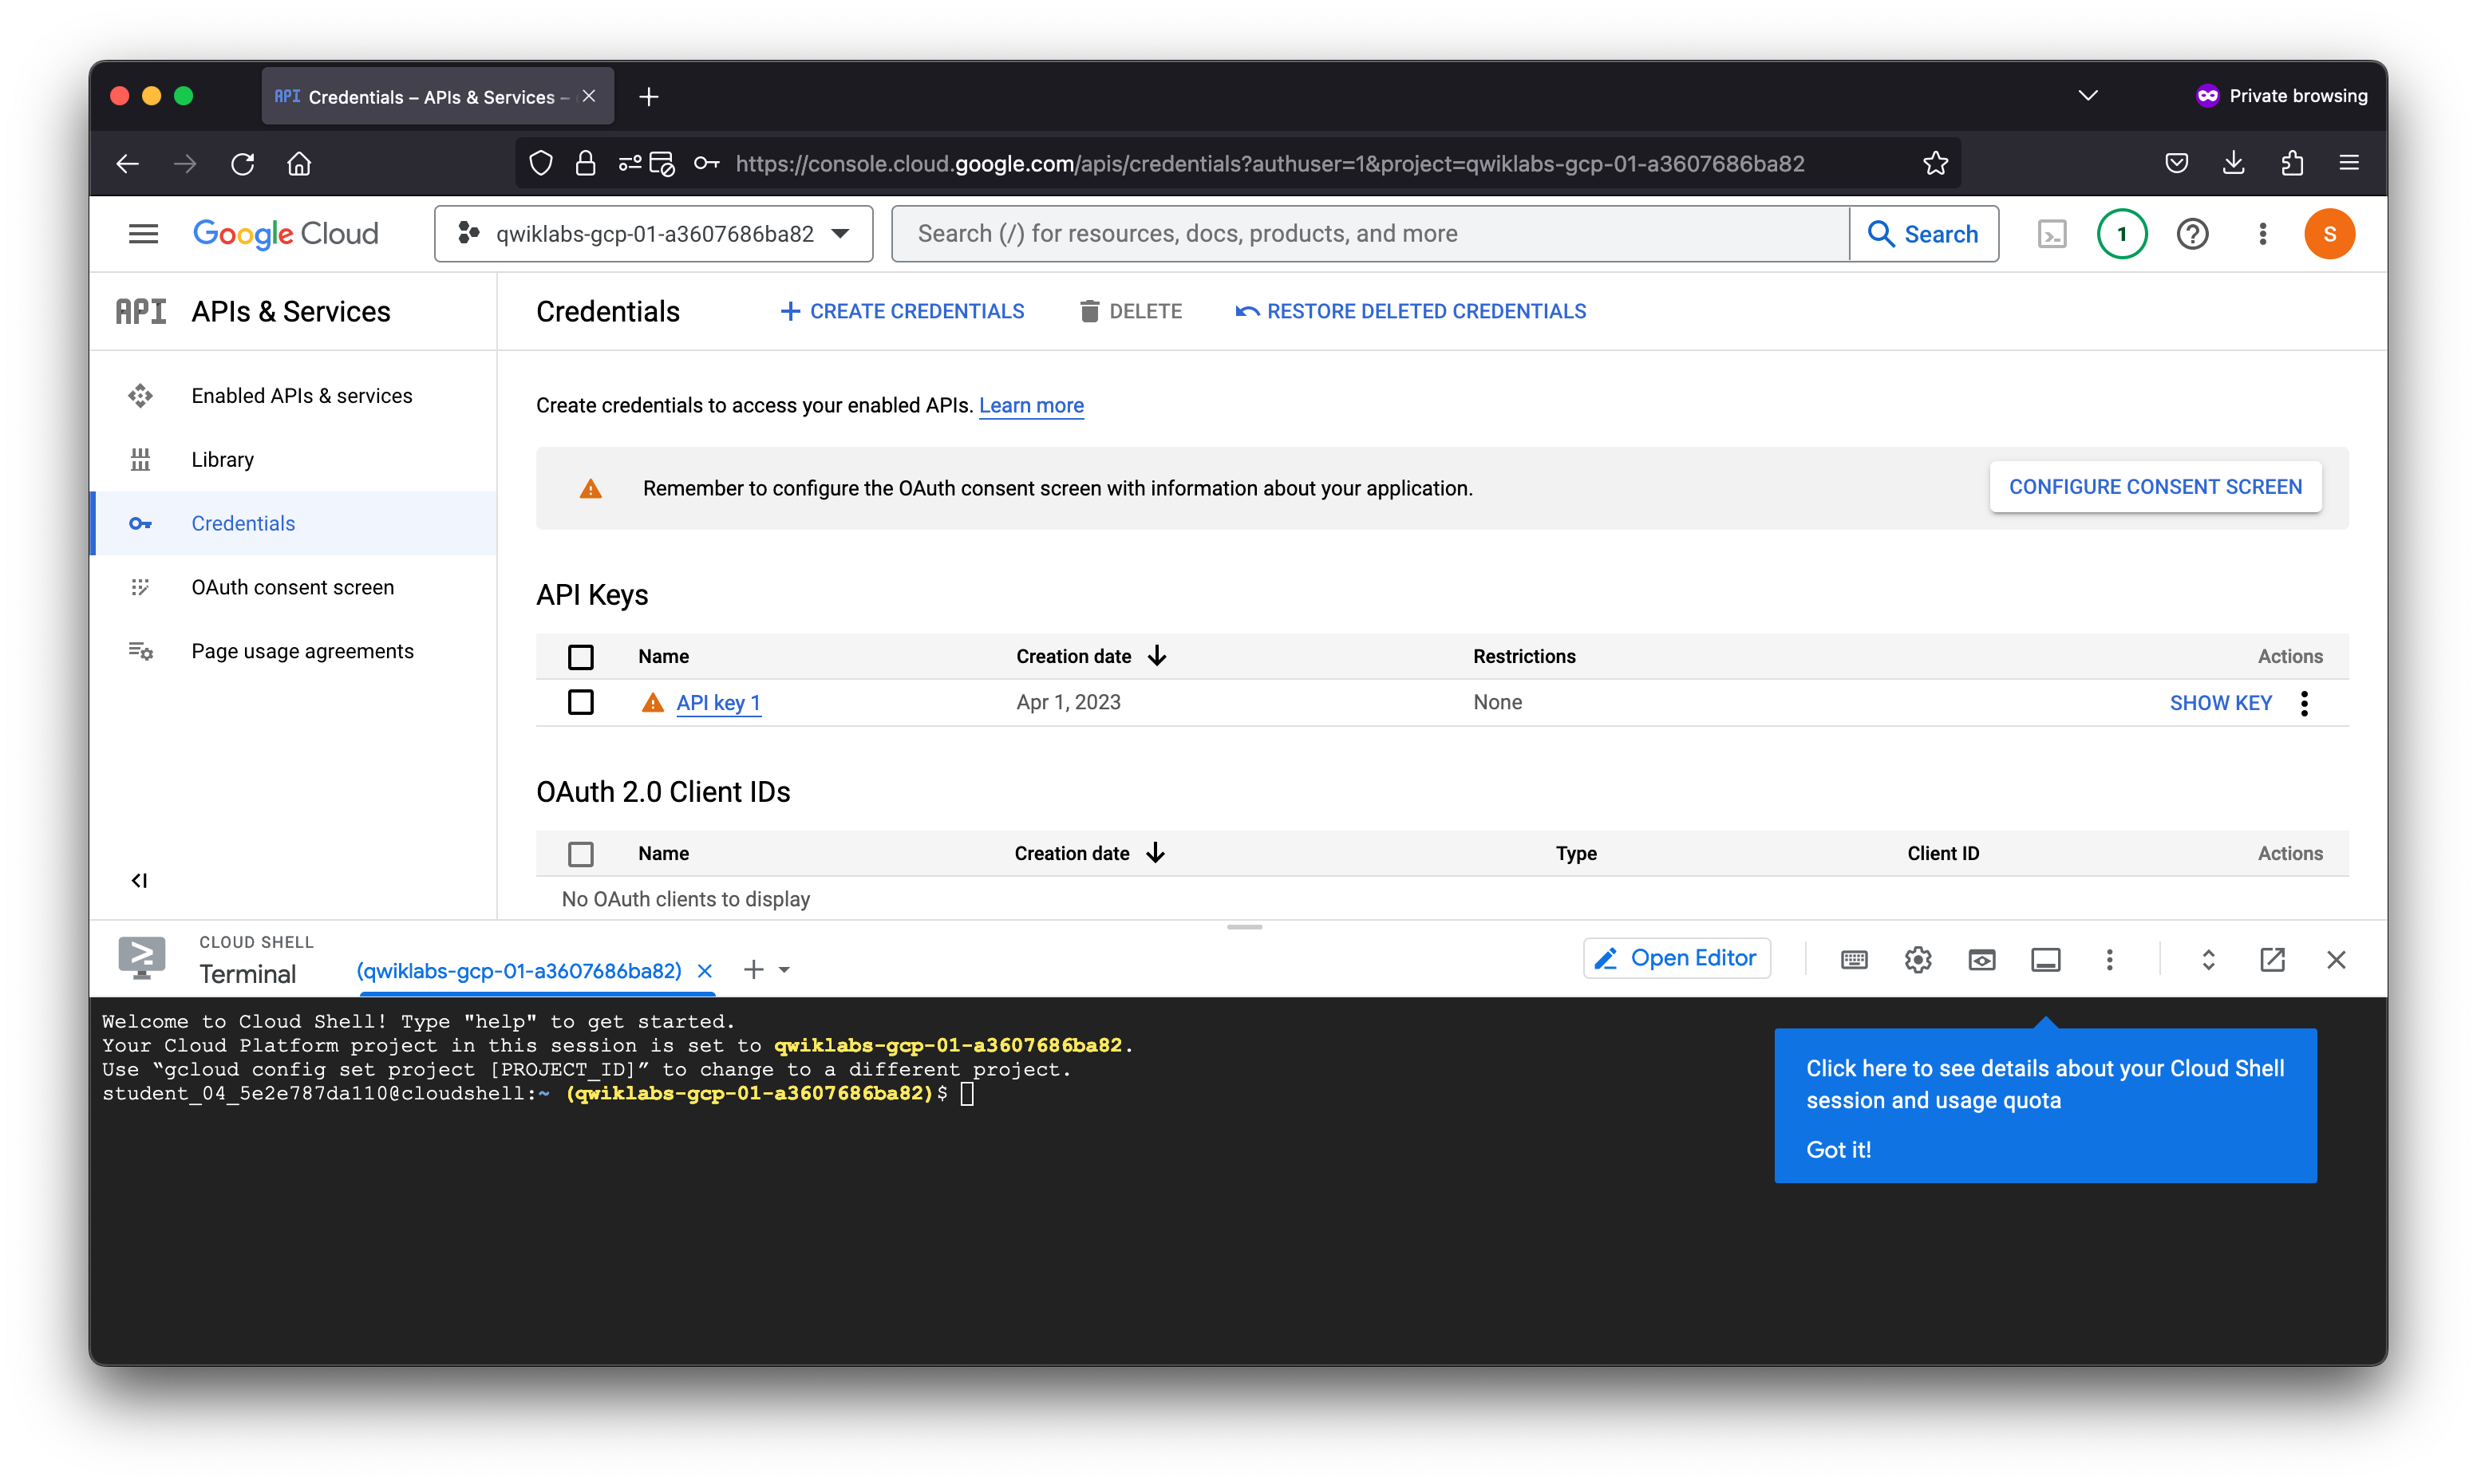 API Credentials – APIs & Services –
Private browsing
https://console.cloud.google.com/apis/credentials?authuser=1&project=qwiklabs-gcp-01-a3607686ba82
Google Cloud
qwiklabs-gcp-01-a3607686ba82
Search (/) for resources, docs, products, and more
Search
1
S
API APIs & Services
Credentials
CREATE CREDENTIALS
DELETE
RESTORE DELETED CREDENTIALS
Enabled APIs & services
Library
Credentials
OAuth consent screen
Page usage agreements
Create credentials to access your enabled APIs. Learn more
Remember to configure the OAuth consent screen with information about your application.
CONFIGURE CONSENT SCREEN
API Keys
Name Creation date Restrictions Actions
API key 1 Apr 1, 2023 None SHOW KEY
OAuth 2.0 Client IDs
Name Creation date Type Client ID Actions
No OAuth clients to display
CLOUD SHELL
Terminal
(qwiklabs-gcp-01-a3607686ba82)
Open Editor
Welcome to Cloud Shell! Type "help" to get started.
Your Cloud Platform project in this session is set to qwiklabs-gcp-01-a3607686ba82.
Use “gcloud config set project [PROJECT_ID]” to change to a different project.
student_04_5e2e787da110@cloudshell:~ (qwiklabs-gcp-01-a3607686ba82)$
Click here to see details about your Cloud Shell
session and usage quota
Got it!